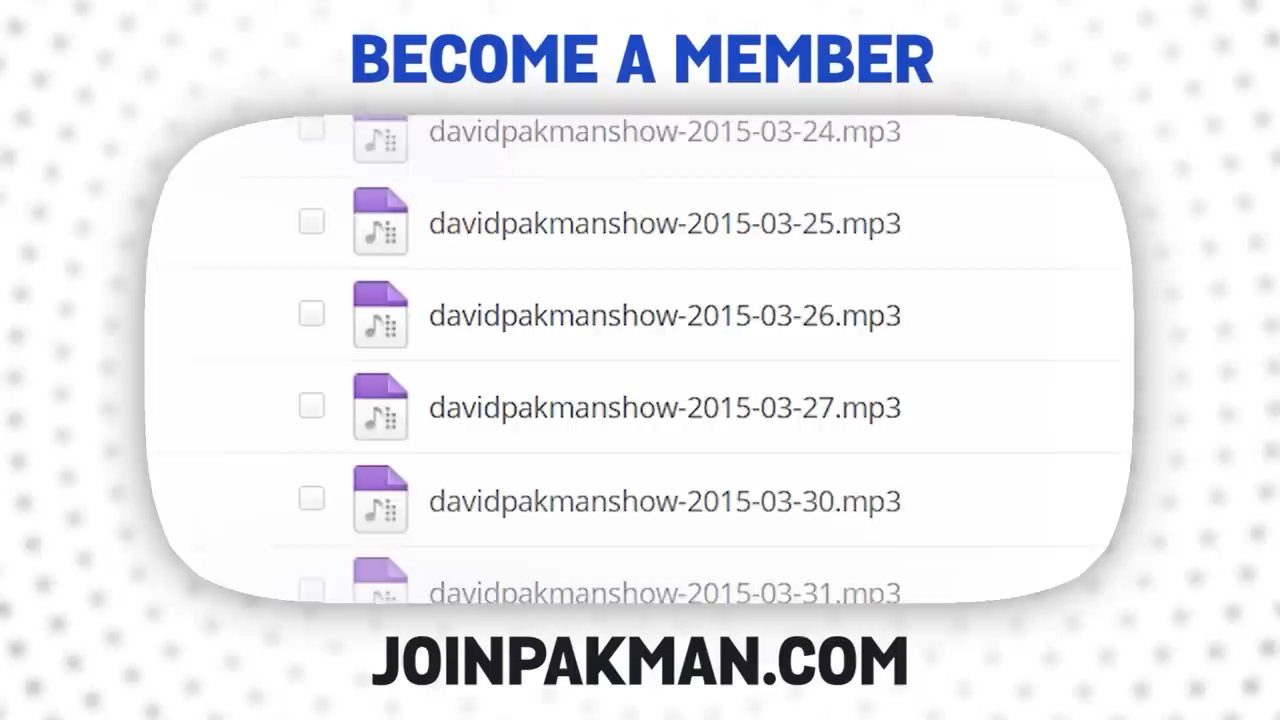 BECOME A MEMBER
davidpakmanshow-2015-03-24.mp3
davidpakmanshow-2015-03-25.mp3
davidpakmanshow-2015-03-26.mp3
davidpakmanshow-2015-03-27.mp3
davidpakmanshow-2015-03-30.mp3
davidpakmanshow-2015-03-31.mp3
JOINPAKMAN.COM